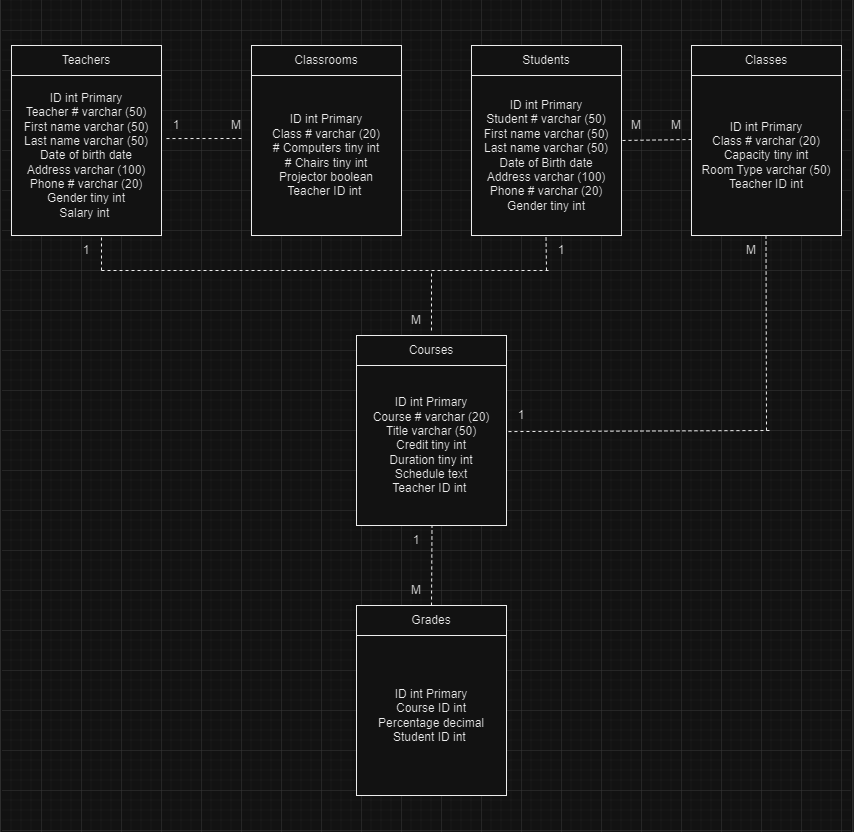 Teachers
ID int Primary
Teacher # varchar (50)
First name varchar (50)
Last name varchar (50)
Date of birth date
Address varchar (100)
Phone # varchar (20)
Gender tiny int
Salary int
1
M
Classrooms
ID int Primary
Class # varchar (20)
# Computers tiny int
# Chairs tiny int
Projector boolean
Teacher ID int
Students
ID int Primary
Student # varchar (50)
First name varchar (50)
Last name varchar (50)
Date of Birth date
Address varchar (100)
Phone # varchar (20)
Gender tiny int
M
M
Classes
ID int Primary
Class # varchar (20)
Capacity tiny int
Room Type varchar (50)
Teacher ID int
1
1
M
M
Courses
ID int Primary
Course # varchar (20)
Title varchar (50)
Credit tiny int
Duration tiny int
Schedule text
Teacher ID int
1
1
M
Grades
ID int Primary
Course ID int
Percentage decimal
Student ID int